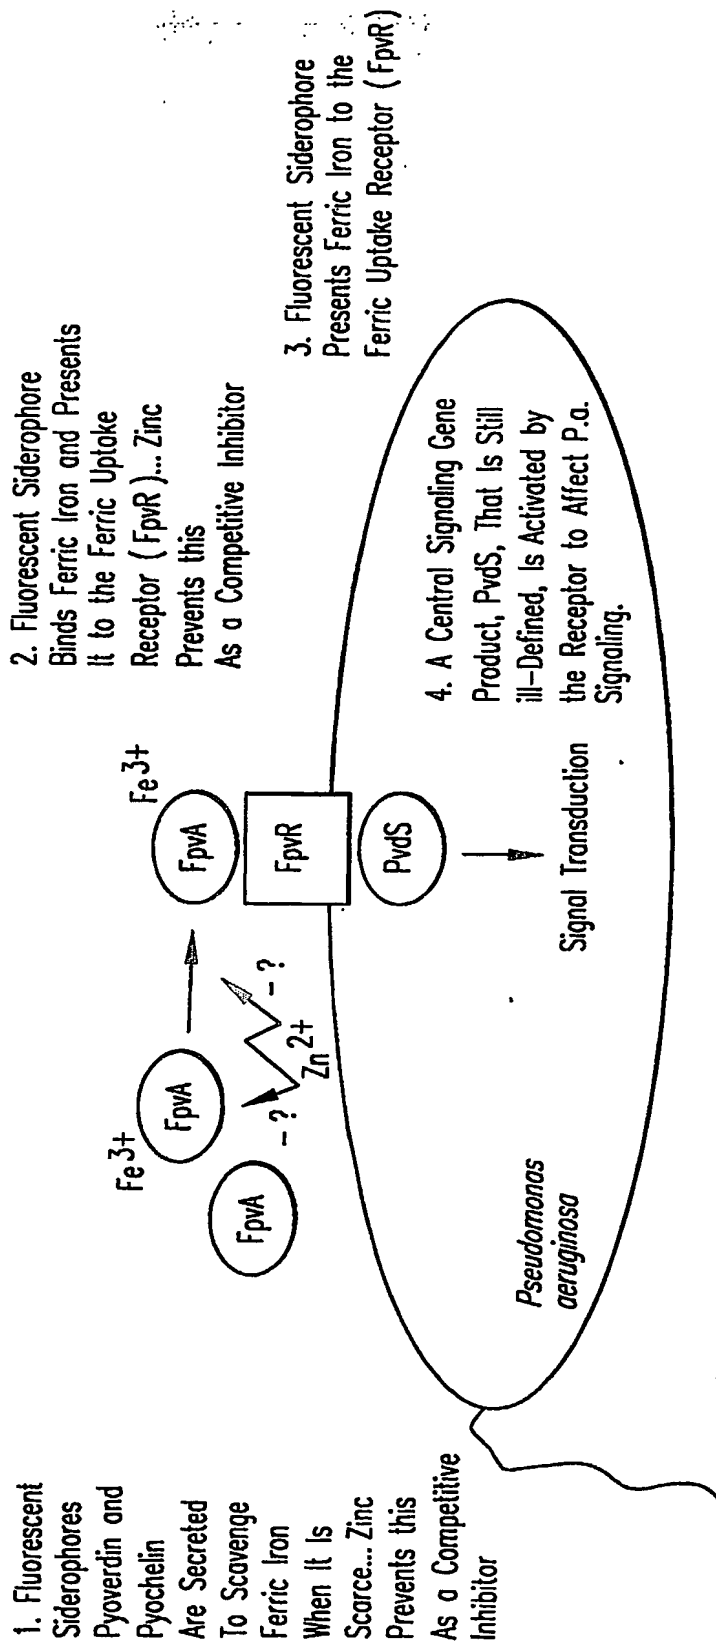 1. Fluorescent
Siderophores
Pyoverdin and
Pyochelin
Are Secreted
To Scavenge
Ferric Iron
When It Is
Scarce... Zinc
Prevents this
As a Competitive
Inhibitor
2. Fluorescent Siderophore
Binds Ferric Iron and Presents
It to the Ferric Uptake
Receptor (FpvR)... Zinc
Prevents this
As a Competitive Inhibitor
3. Fluorescent Siderophore
Presents Ferric Iron to the
Ferric Uptake Receptor (FpvR)
Fe3+
FpvA
FpvA
-?
Zn2+
-?
Fe3+
FpvA
FpvR
PvdS
Signal Transduction
4. A Central Signaling Gene
Product, PvdS, That Is Still
ill-Defined, Is Activated by
the Receptor to Affect P.a.
Signaling.
Pseudomonas
aeruginosa